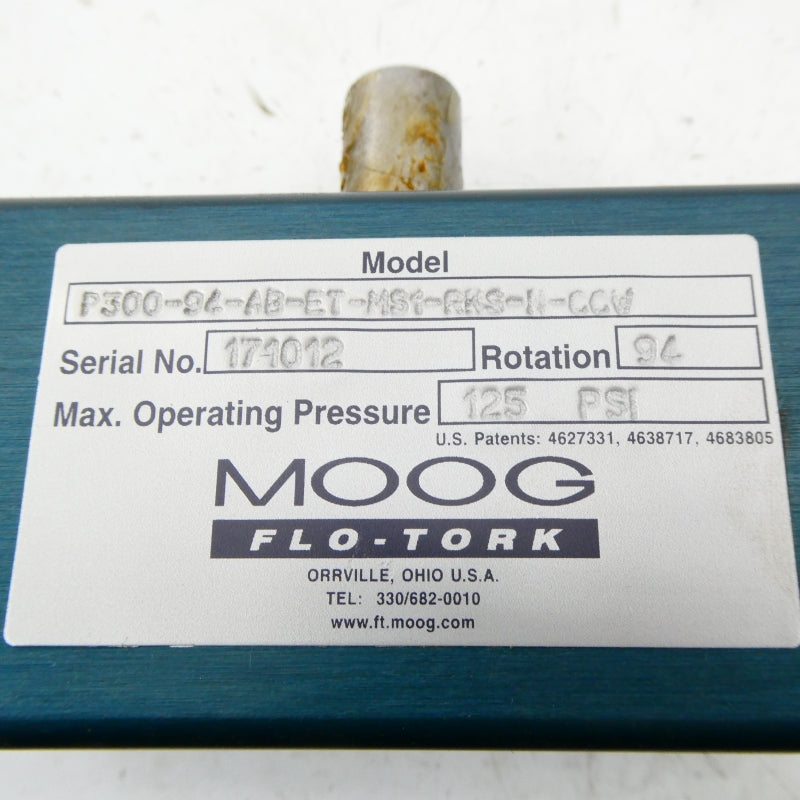 Model
P300-94-AB-ET-MS1-RKS-N-CCW
Serial No. 171012 Rotation 94
Max. Operating Pressure 125 PSI
U.S. Patents: 4627331, 4638717, 4683805
MOOG
FLO-TORK
ORRVILLE, OHIO U.S.A.
TEL: 330/682-0010
www.ft.moog.com